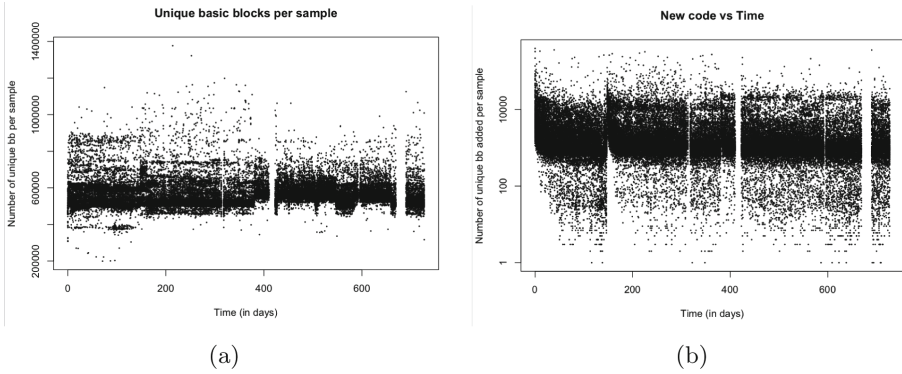 Unique basic blocks per sample
Number of unique bb per sample
1400000
1000000
600000
200000
0
200
400
600
Time (in days)
(a)
New code vs Time
Number of unique bb added per sample
10000
100
1
0
200
400
600
Time (in days)
(b)